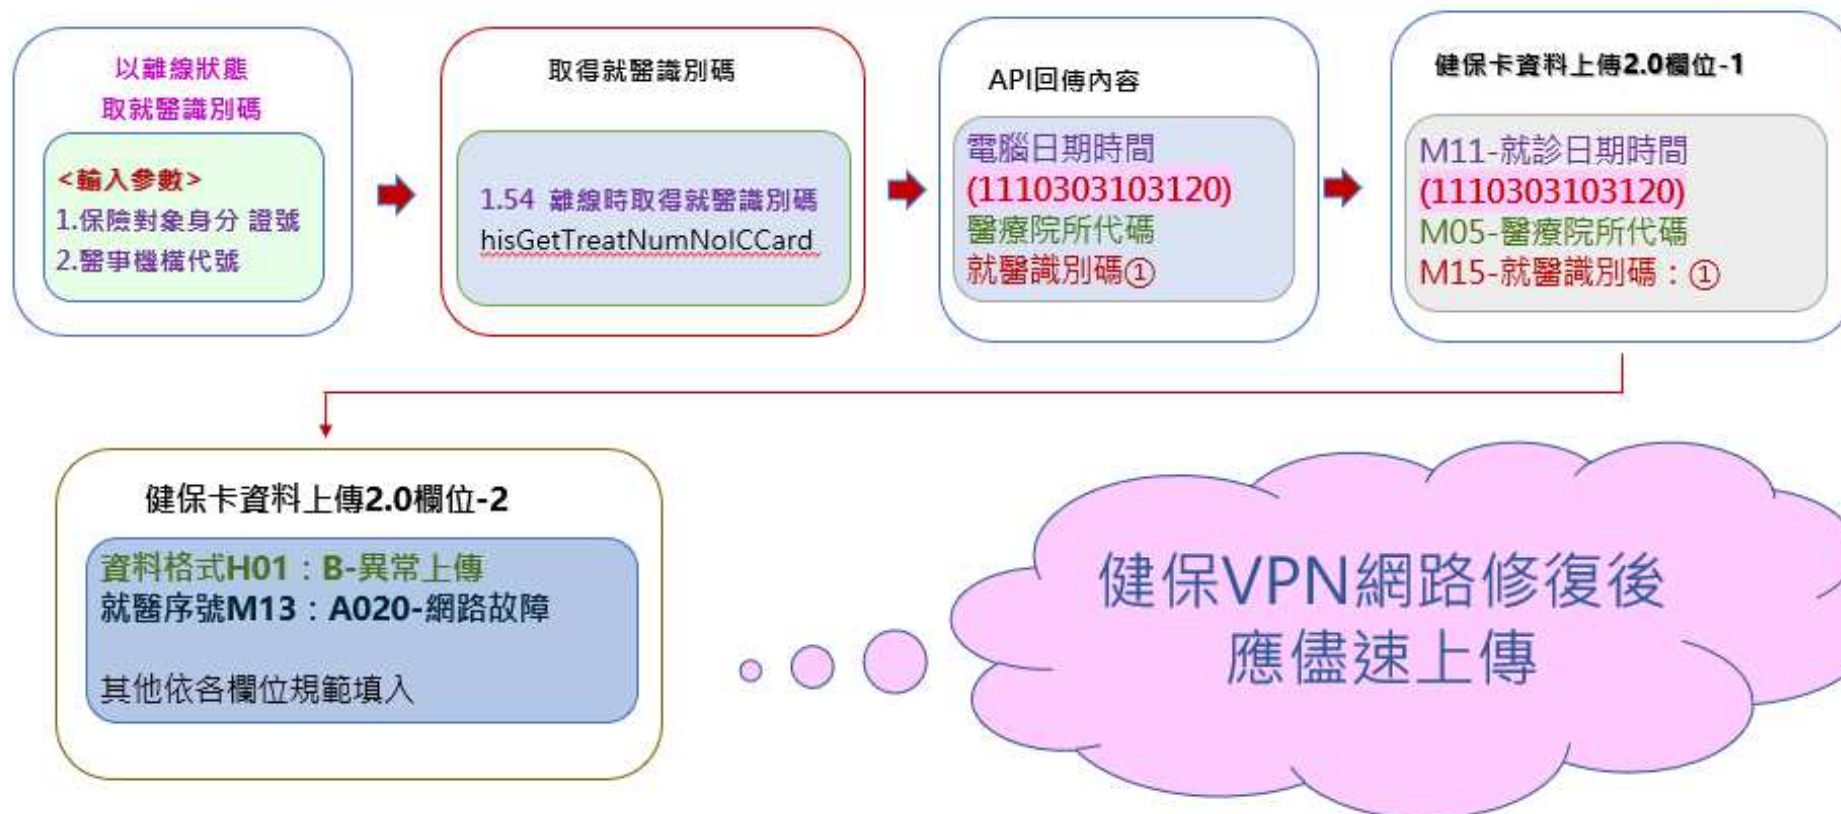 以離線狀態
取就醫識別碼
<輸入參數>
1.保險對象身分 證號
2.醫事機構代號
取得就醫識別碼
1.54 離線時取得就醫識別碼
hisGetTreatNumNoICCard
API回傳內容
電腦日期時間
(1110303103120)
醫療院所代碼
就醫識別碼①
健保卡資料上傳2.0欄位-1
M11-就診日期時間
(1110303103120)
M05-醫療院所代碼
M15-就醫識別碼：①
健保卡資料上傳2.0欄位-2
資料格式H01：B-異常上傳
就醫序號M13：A020-網路故障
其他依各欄位規範填入
健保VPN網路修復後
應儘速上傳